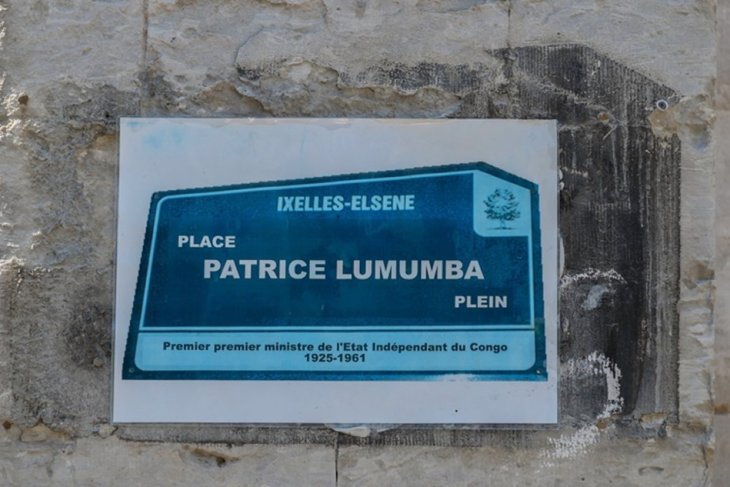 IXELLES-ELSENE
PLACE
PATRICE LUMUMBA
PLEIN
Premier premier ministre de l'Etat Indépendant du Congo
1925-1961